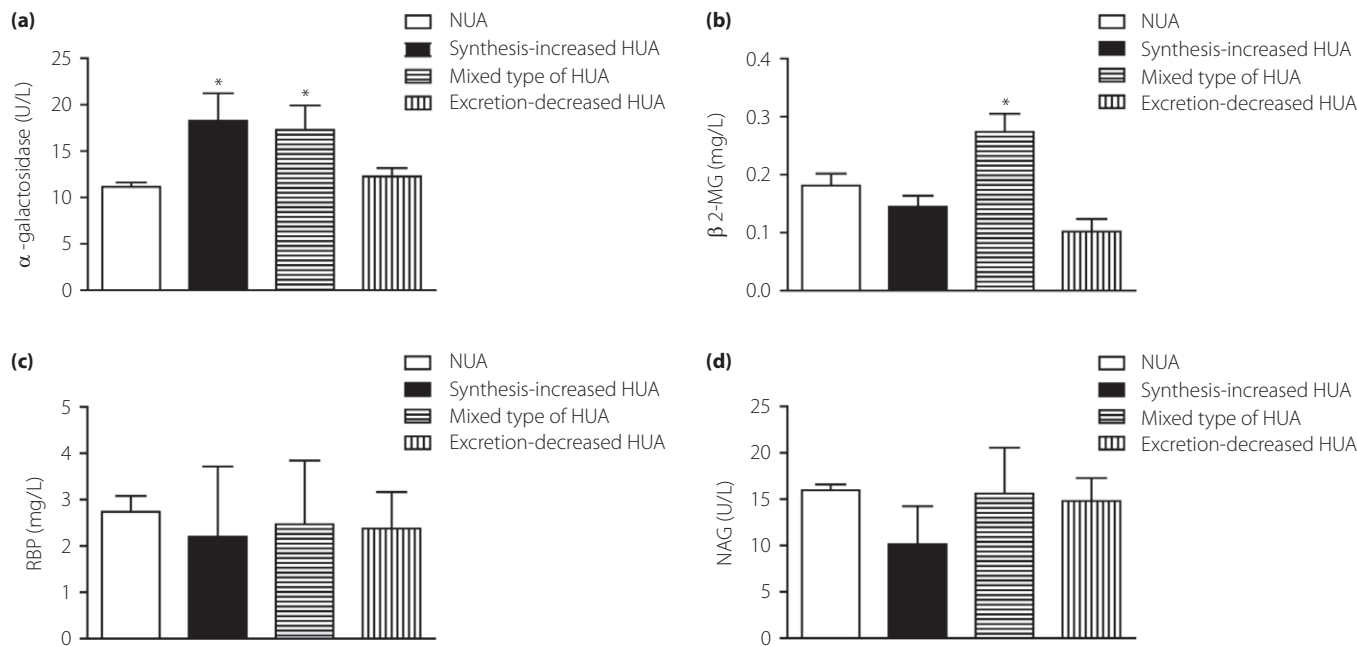 (a)
NUA
Synthesis-increased HUA
Mixed type of HUA
Excretion-decreased HUA
α-galactosidase (U/L)
25
20
15
10
5
0
*
*
(b)
NUA
Synthesis-increased HUA
Mixed type of HUA
Excretion-decreased HUA
β 2-MG (mg/L)
0.4
0.3
0.2
0.1
0.0
*
(c)
NUA
Synthesis-increased HUA
Mixed type of HUA
Excretion-decreased HUA
RBP (mg/L)
5
4
3
2
1
0
(d)
NUA
Synthesis-increased HUA
Mixed type of HUA
Excretion-decreased HUA
NAG (U/L)
25
20
15
10
5
0